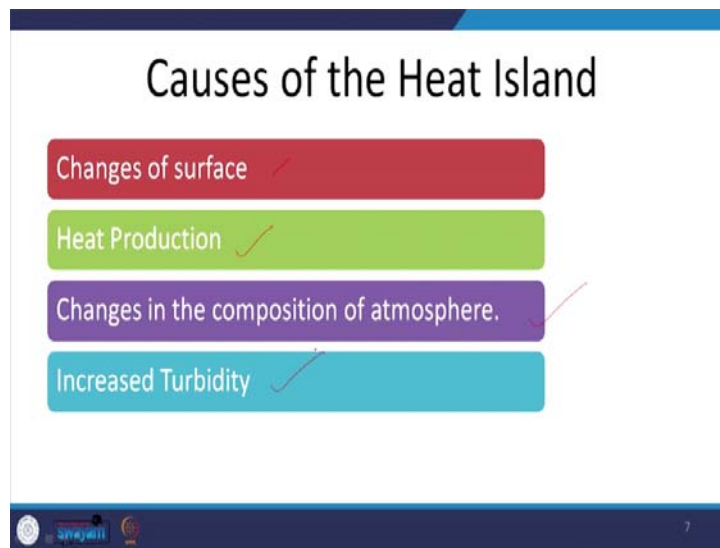 Causes of the Heat Island
Changes of surface
Heat Production
Changes in the composition of atmosphere.
Increased Turbidity
swayam
7